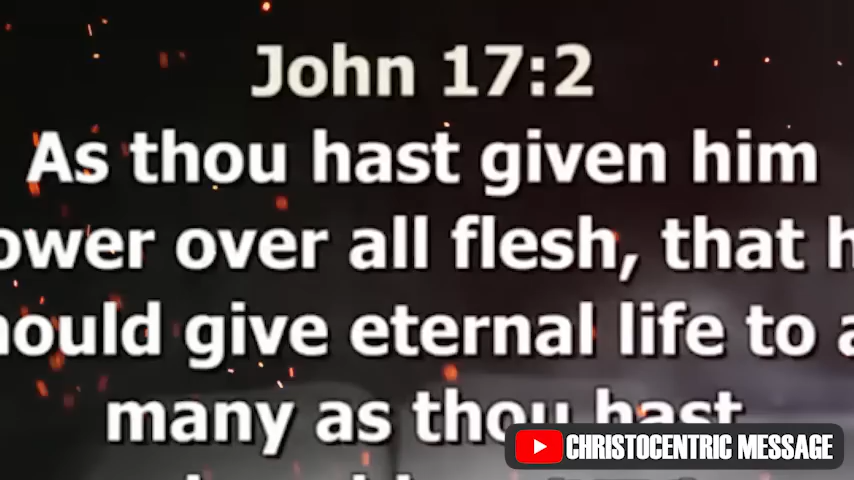 John 17:2
As thou hast given him
ower over all flesh, that h
hould give eternal life to a
many as thou hast
CHRISTOCENTRIC MESSAGE